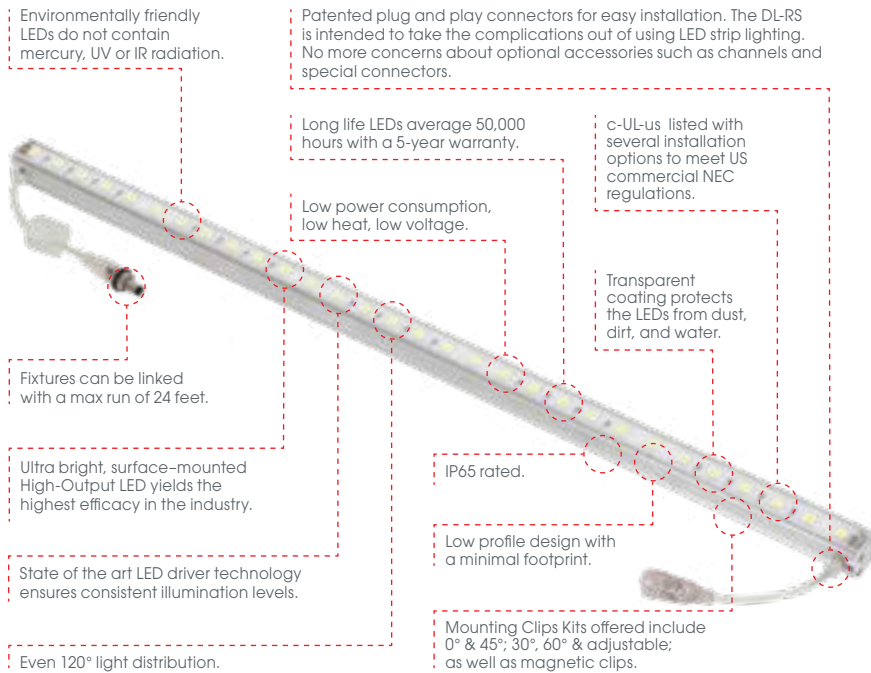 Environmentally friendly
LEDs do not contain
mercury, UV or IR radiation.
Patented plug and play connectors for easy installation. The DL-RS
is intended to take the complications out of using LED strip lighting.
No more concerns about optional accessories such as channels and
special connectors.
Long life LEDs average 50,000
hours with a 5-year warranty.
c-UL-us listed with
several installation
options to meet US
commercial NEC
regulations.
Low power consumption,
low heat, low voltage.
Transparent
coating protects
the LEDs from dust,
dirt, and water.
Fixtures can be linked
with a max run of 24 feet.
Ultra bright, surface-mounted
High-Output LED yields the
highest efficacy in the industry.
IP65 rated.
Low profile design with
a minimal footprint.
State of the art LED driver technology
ensures consistent illumination levels.
Mounting Clips Kits offered include
0° & 45°; 30°, 60° & adjustable;
as well as magnetic clips.
Even 120° light distribution.